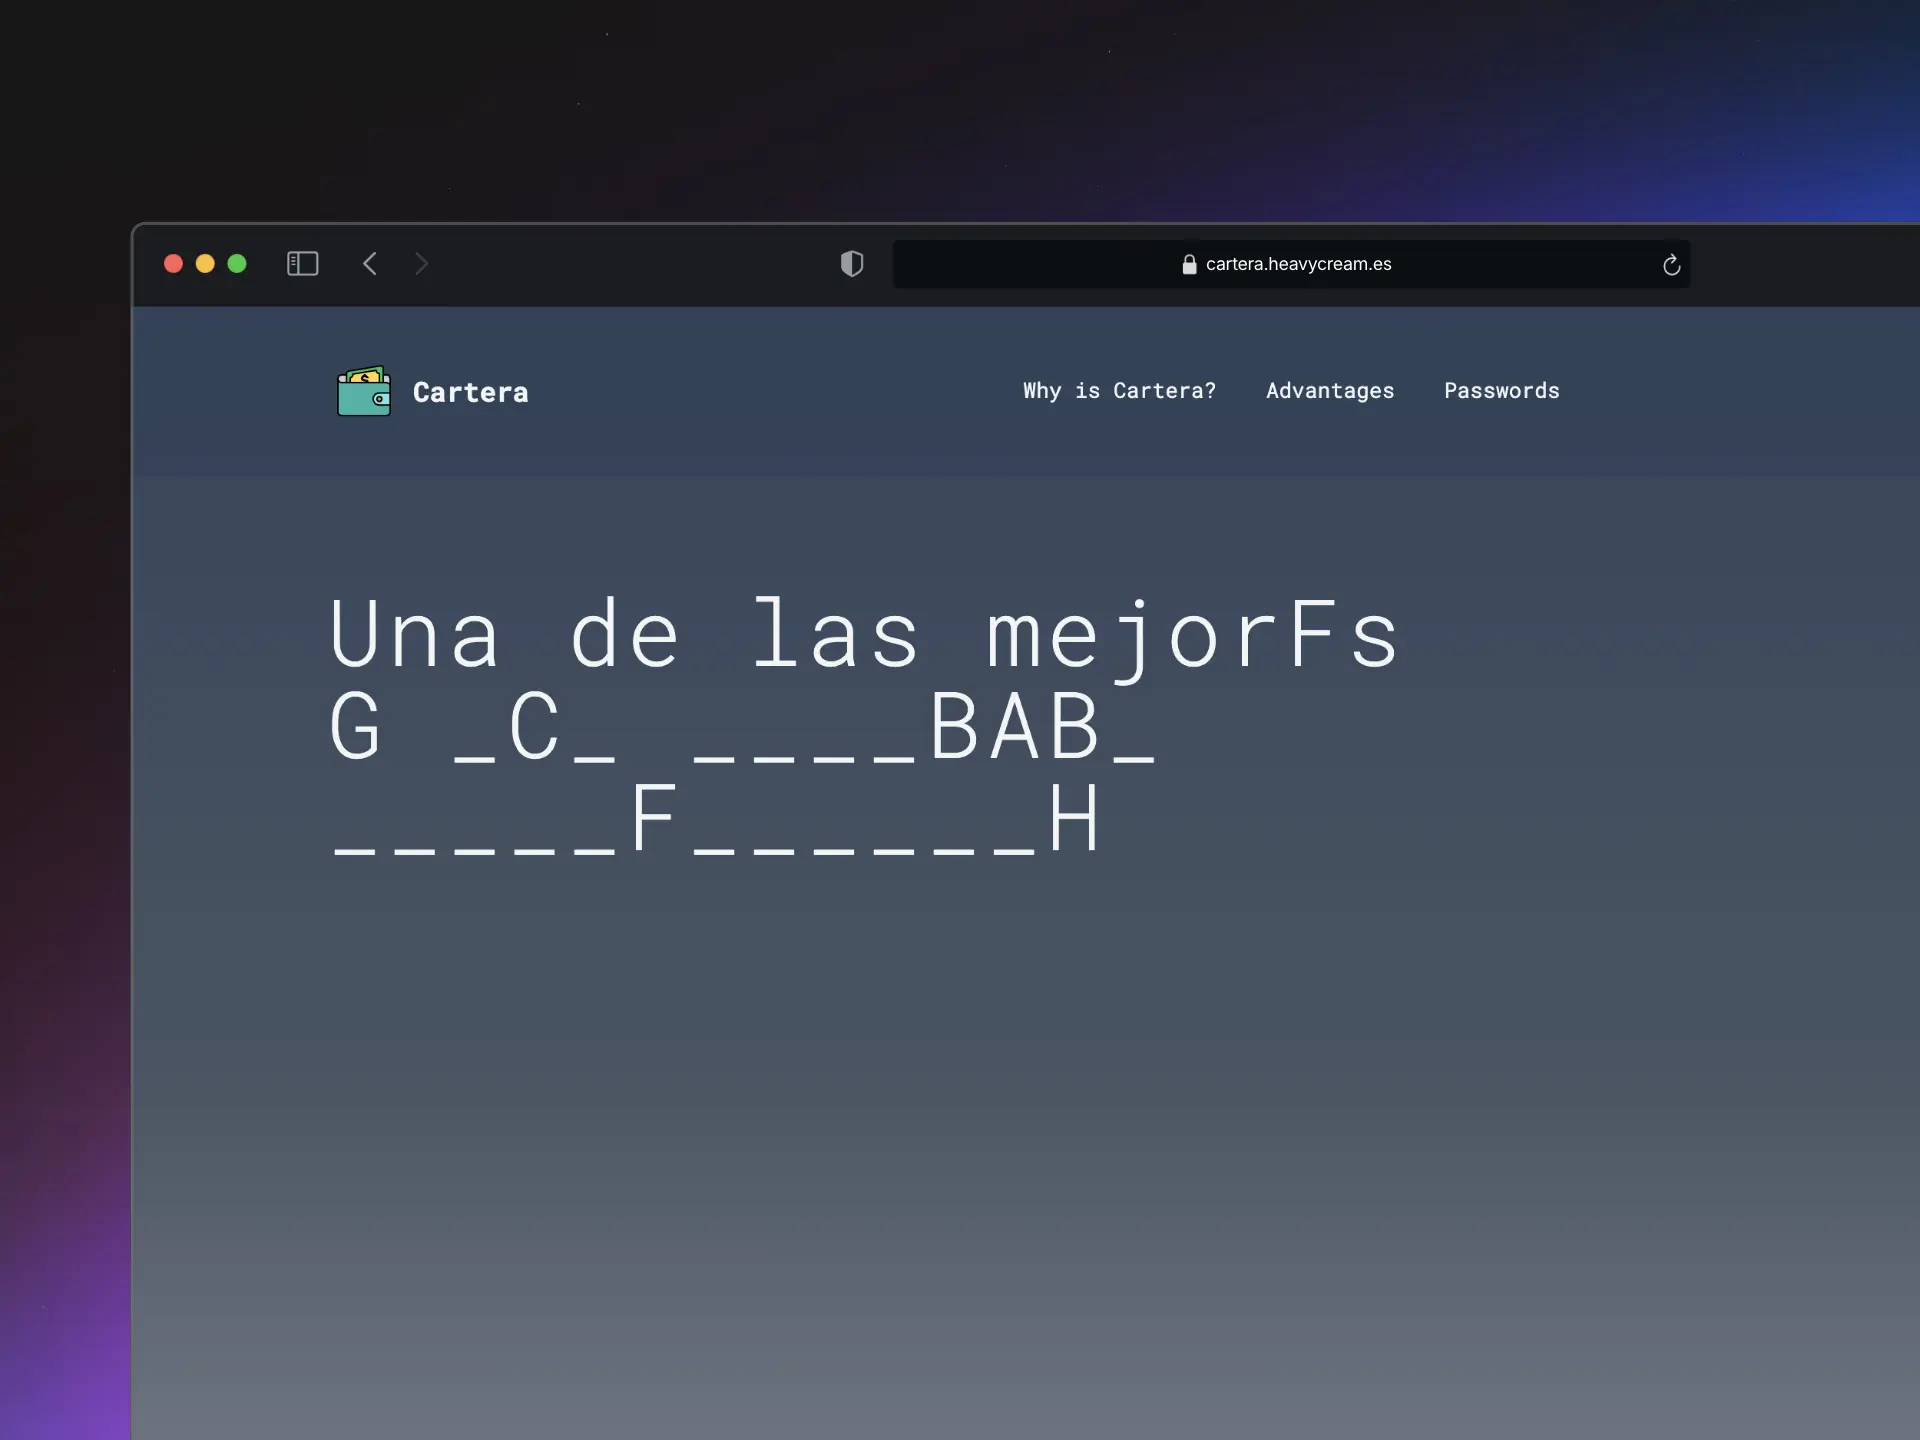 cartera.heavycream.es
Cartera
Why is Cartera? Advantages Passwords
Una de las mejorFs
G _C_ ____BAB_
_____F______H